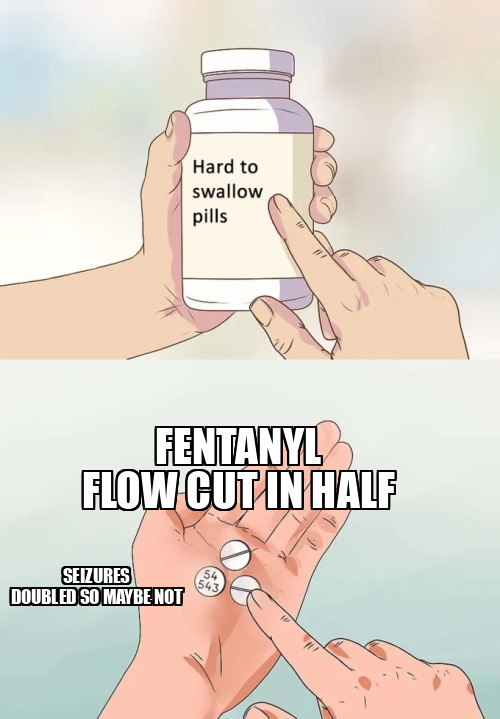 Hard to
swallow
pills
FENTANYL
FLOW CUT IN HALF
SEIZURES
DOUBLED SO MAYBE NOT
54
543